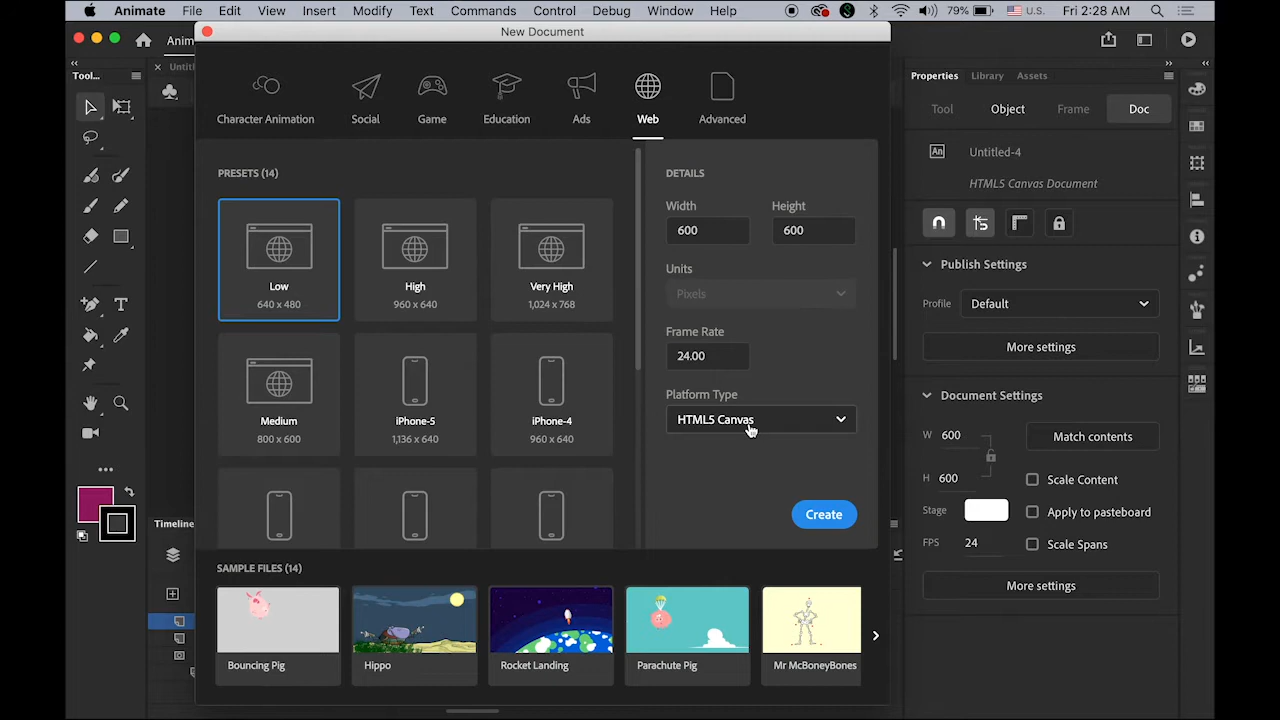 Animate File Edit View Insert Modify Text Commands Control Debug Window Help 79% U.S. Fri 2:28 AM
New Document
Anim
Tool...
Untitl
Character Animation Social Game Education Ads Web Advanced
PRESETS (14)
Low
640 x 480
High
960 x 640
Very High
1,024 x 768
Medium
800 x 600
iPhone-5
1,136 x 640
iPhone-4
960 x 640
DETAILS
Width Height
600 600
Units
Pixels
Frame Rate
24.00
Platform Type
HTML5 Canvas
Create
SAMPLE FILES (14)
Bouncing Pig
Hippo
Rocket Landing
Parachute Pig
Mr McBoneyBones
Timeline
Properties Library Assets
Tool Object Frame Doc
An Untitled-4
HTML5 Canvas Document
Publish Settings
Profile Default
More settings
Document Settings
W 600 Match contents
H 600 Scale Content
Stage Apply to pasteboard
FPS 24 Scale Spans
More settings